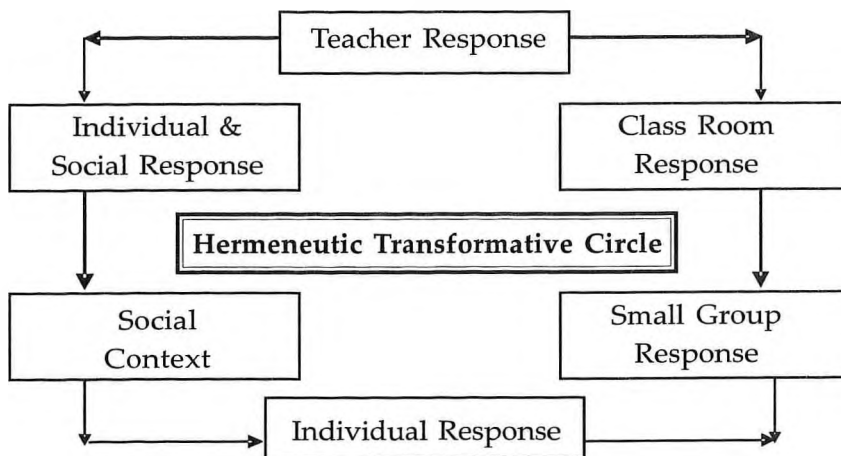 Teacher Response
Individual &
Social Response
Class Room
Response
Hermeneutic Transformative Circle
Social
Context
Small Group
Response
Individual Response